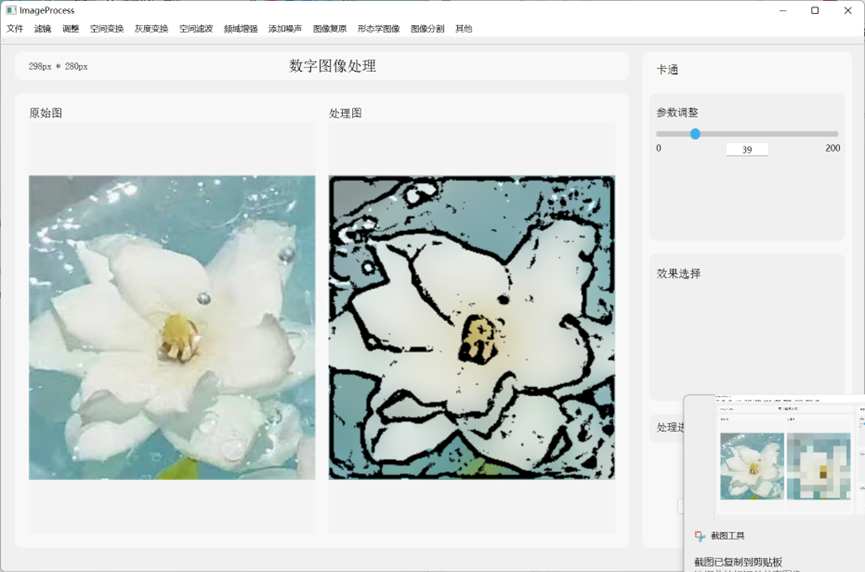 ImageProcess
文件 滤镜 调整 空间变换 灰度变换 空间滤波 频域增强 添加噪声 图像复原 形态学图像 图像分割 其他
298px * 280px
数字图像处理
原始图
处理图
卡通
参数调整
0
39
200
效果选择
处理进
截图工具
截图已复制到剪贴板